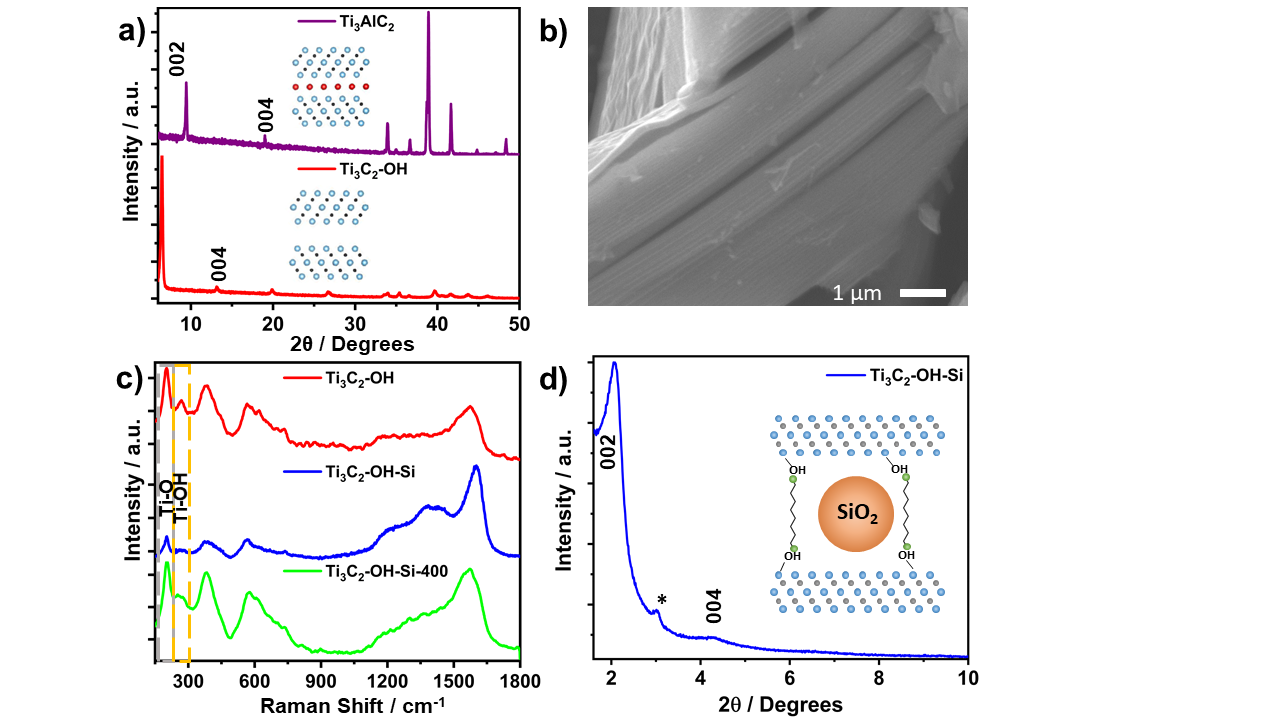 a)
Intensity / a.u.
002
004
Ti₃AlC₂
Ti₃C₂-OH
004
10 20 30 40 50
2θ / Degrees
b)
1 µm
c)
Intensity / a.u.
Ti-O
Ti-OH
Ti₃C₂-OH
Ti₃C₂-OH-Si
Ti₃C₂-OH-Si-400
300 600 900 1200 1500 1800
Raman Shift / cm⁻¹
d)
Intensity / a.u.
002
*
004
Ti₃C₂-OH-Si
OH OH
SiO₂
OH OH
2 4 6 8 10
2θ / Degrees